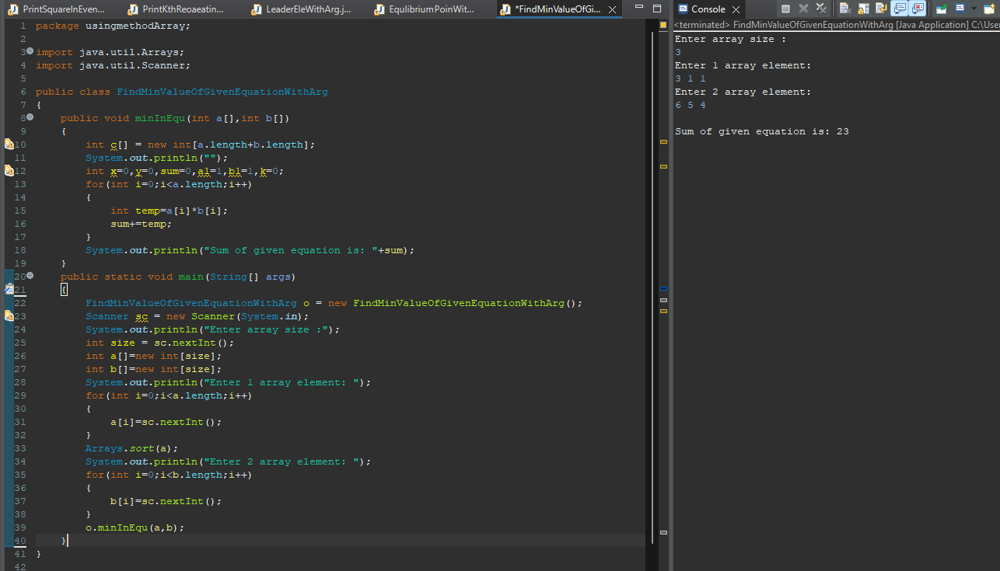 PrintSquareInEven...
PrintKthReoaeatin...
LeaderEleWithArg.j...
EqulibriumPoinWit...
*FindMinValueOfGi...
Console
<terminated> FindMinValueOfGivenEquationWithArg [Java Application] C:\User
1 package usingmethodArray;
2
3 import java.util.Arrays;
4 import java.util.Scanner;
5
6 public class FindMinValueOfGivenEquationWithArg
7 {
8 public void minInEqu(int a[],int b[])
9 {
10 int c[] = new int[a.length+b.length];
11 System.out.println("");
12 int x=0,y=0,sum=0,a1=1,b1=1,k=0;
13 for(int i=0;i<a.length;i++)
14 {
15 int temp=a[i]*b[i];
16 sum+=temp;
17 }
18 System.out.println("Sum of given equation is: "+sum);
19 }
20 public static void main(String[] args)
21 {
22 FindMinValueOfGivenEquationWithArg o = new FindMinValueOfGivenEquationWithArg();
23 Scanner sc = new Scanner(System.in);
24 System.out.println("Enter array size :");
25 int size = sc.nextInt();
26 int a[]=new int[size];
27 int b[]=new int[size];
28 System.out.println("Enter 1 array element: ");
29 for(int i=0;i<a.length;i++)
30 {
31 a[i]=sc.nextInt();
32 }
33 Arrays.sort(a);
34 System.out.println("Enter 2 array element: ");
35 for(int i=0;i<b.length;i++)
36 {
37 b[i]=sc.nextInt();
38 }
39 o.minInEqu(a,b);
40 }
41 }
42
Enter array size :
3
Enter 1 array element:
3 1 1
Enter 2 array element:
6 5 4
Sum of given equation is: 23